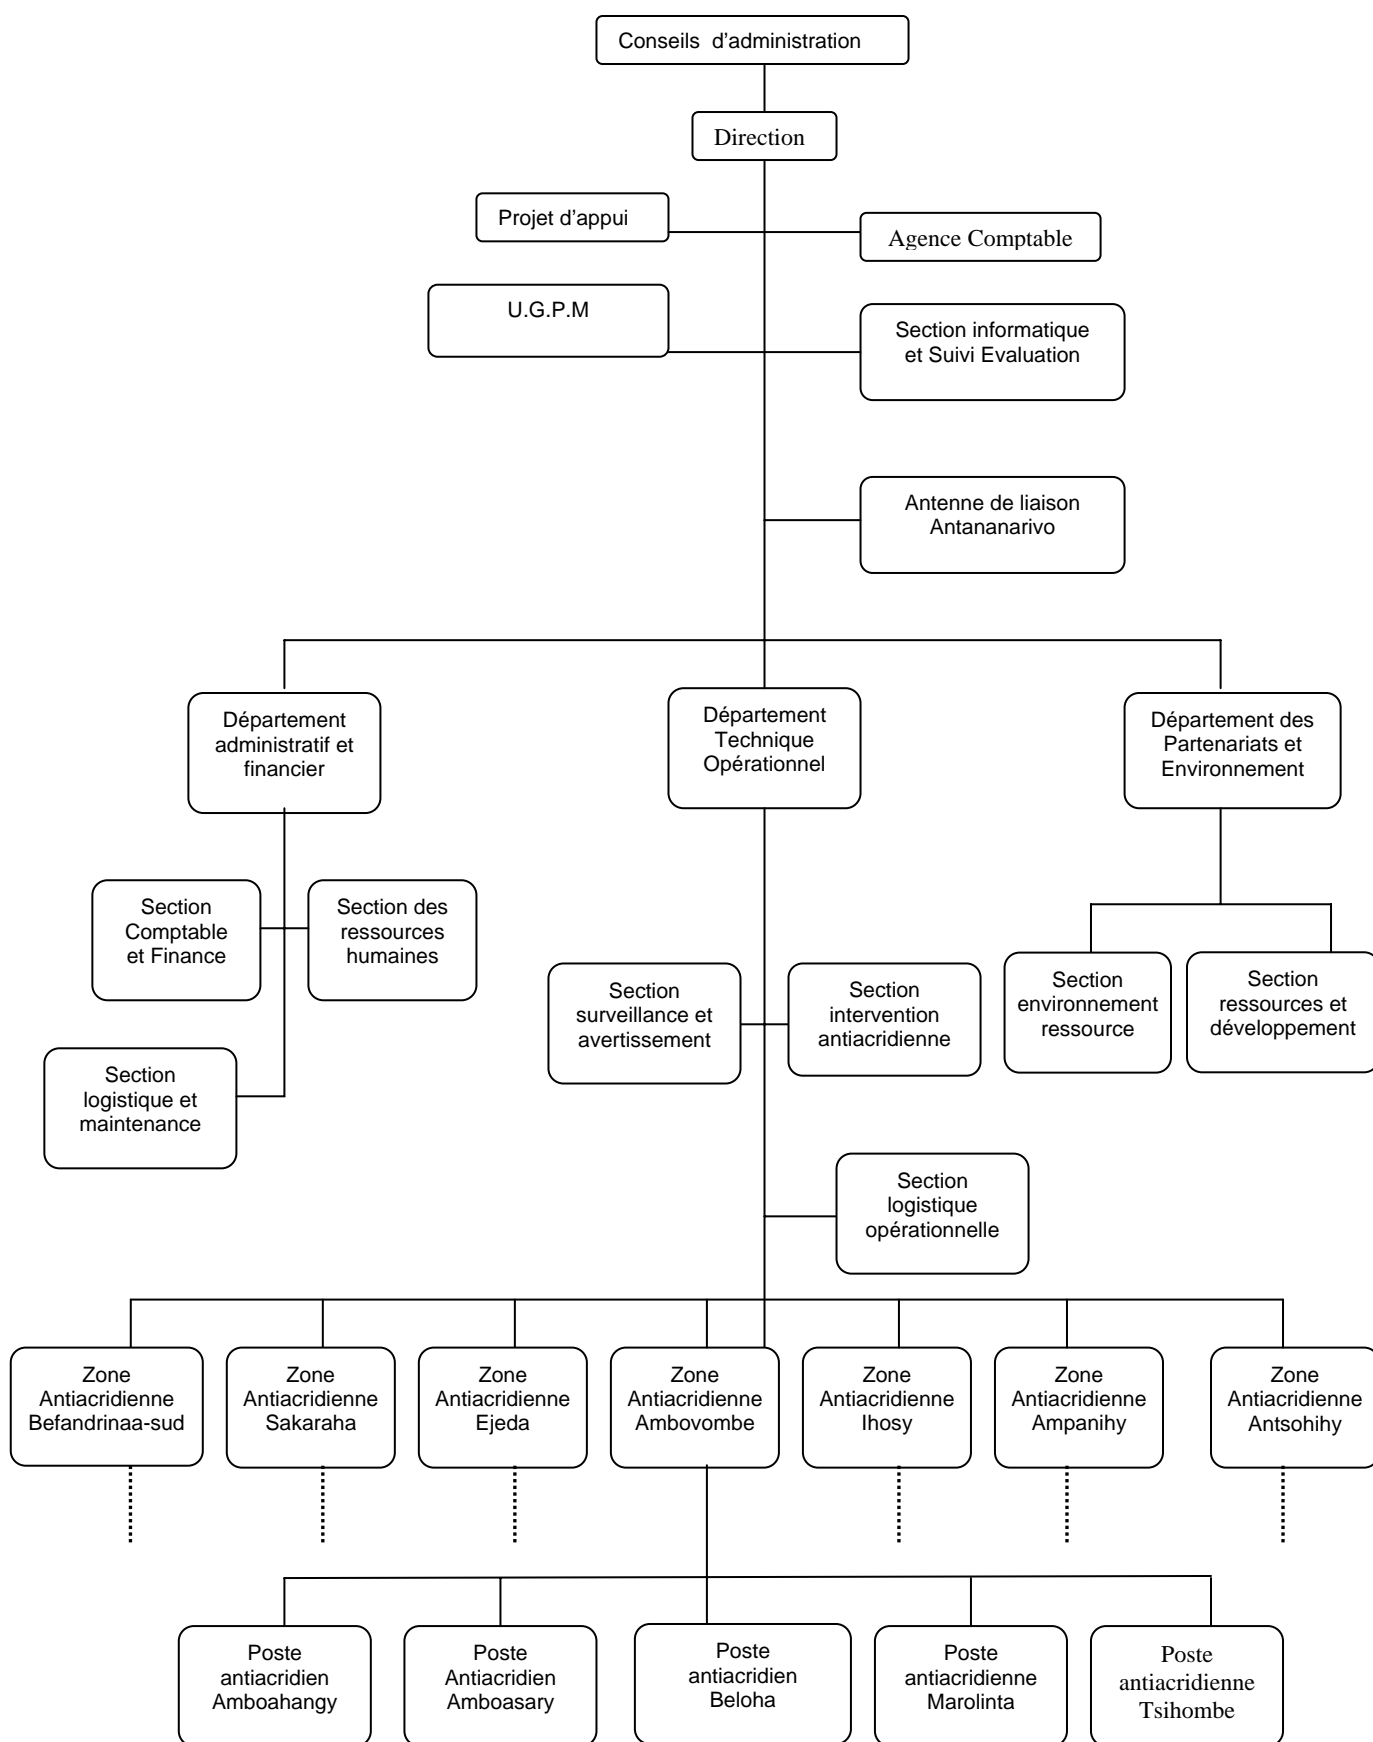 Conseils d'administration
Direction
Projet d'appui
Agence Comptable
U.G.P.M
Section informatique
et Suivi Evaluation
Antenne de liaison
Antananarivo
Département
administratif et
financier
Département
Technique
Opérationnel
Département des
Partenariats et
Environnement
Section
Comptable
et Finance
Section des
ressources
humaines
Section
surveillance et
avertissement
Section
intervention
antiacridienne
Section
environnement
ressource
Section
ressources et
développement
Section
logistique et
maintenance
Section
logistique
opérationnelle
Zone
Antiacridienne
Befandrinaa-sud
Zone
Antiacridienne
Sakaraha
Zone
Antiacridienne
Ejeda
Zone
Antiacridienne
Ambovombe
Zone
Antiacridienne
Ihosy
Zone
Antiacridienne
Ampanihy
Zone
Antiacridienne
Antsohihy
Poste
antiacridien
Amboahangy
Poste
Antiacridien
Amboasary
Poste
antiacridien
Beloha
Poste
antiacridienne
Marolinta
Poste
antiacridienne
Tsihombe